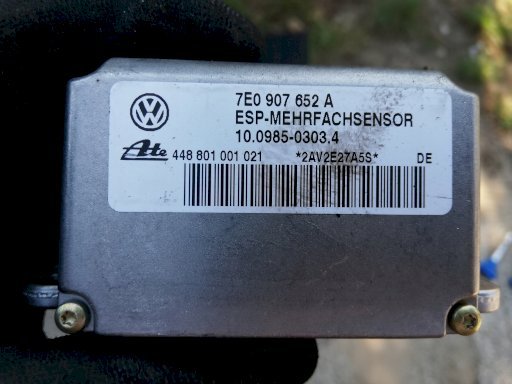 7E0 907 652 A
ESP-MEHRFACHSENSOR
10.0985-0303.4
Ate 448 801 001 021 *2AV2E27A5S* DE